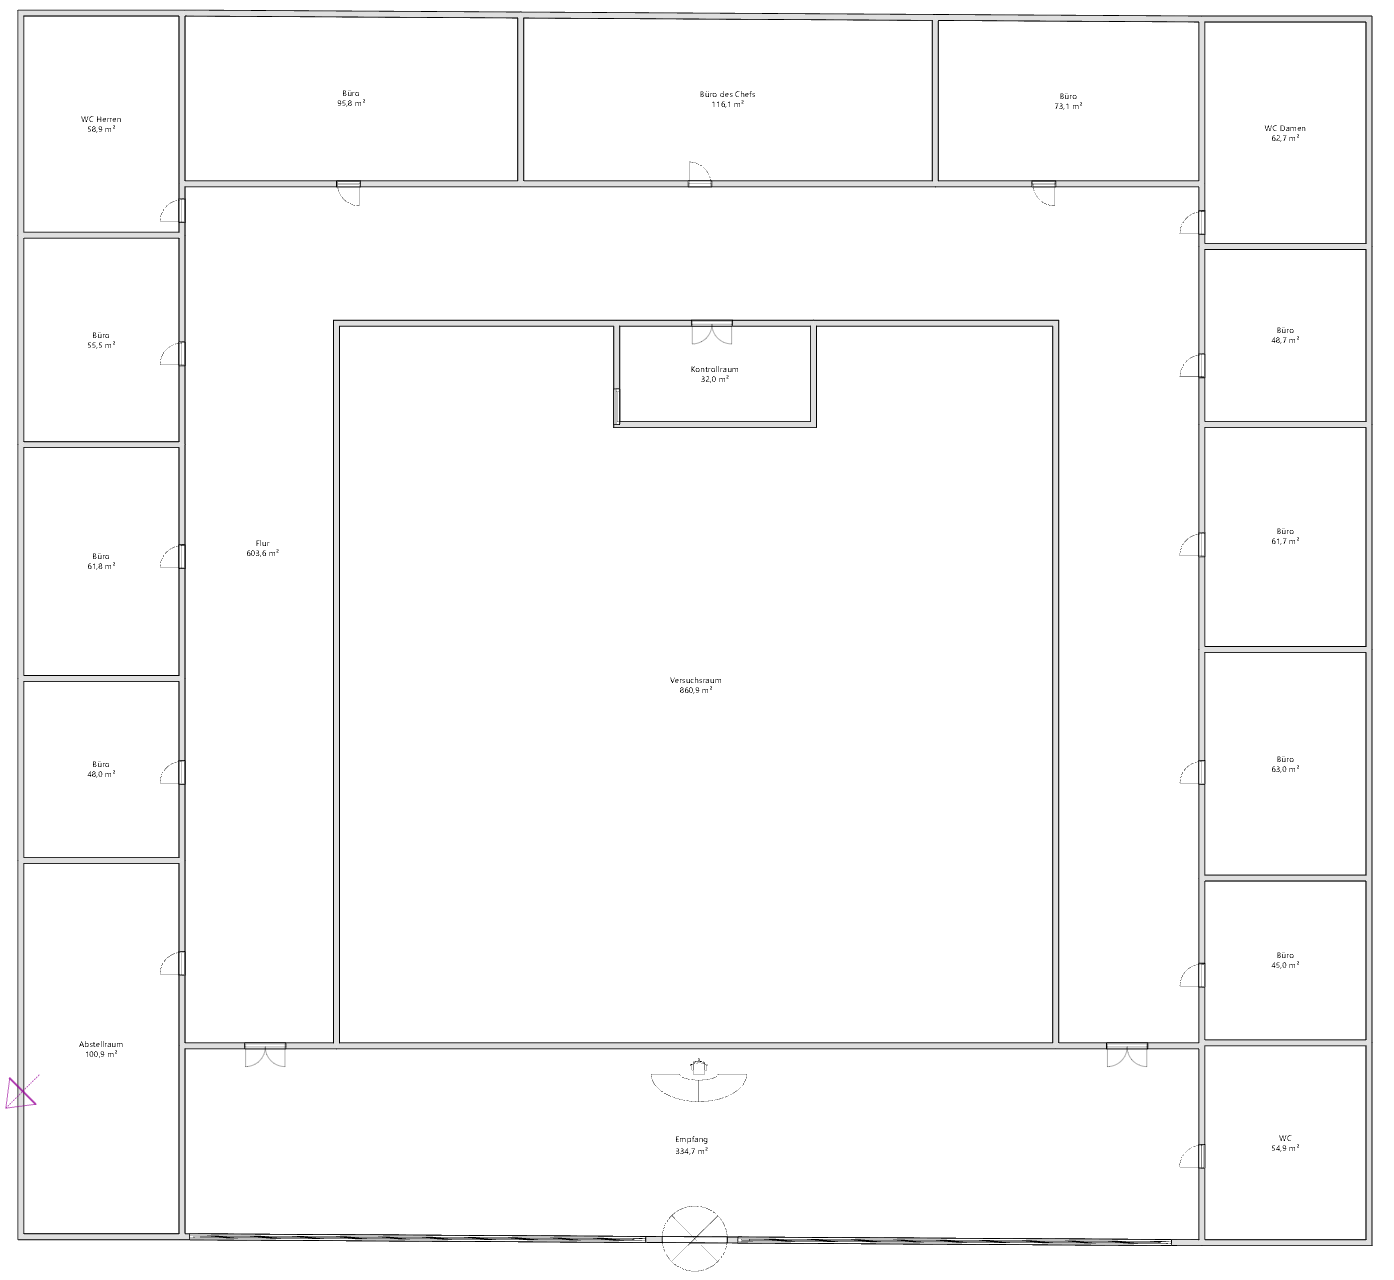 Büro
95,8 m²
Büro des Chefs
116,1 m²
Büro
73,1 m²
WC Herren
58,9 m²
WC Damen
62,7 m²
Büro
55,5 m²
Büro
48,7 m²
Kontrollraum
32,0 m²
Flur
603,6 m²
Büro
61,8 m²
Büro
61,7 m²
Versuchsraum
860,9 m²
Büro
48,0 m²
Büro
63,0 m²
Büro
45,0 m²
Abstellraum
100,9 m²
Empfang
334,7 m²
WC
54,9 m²